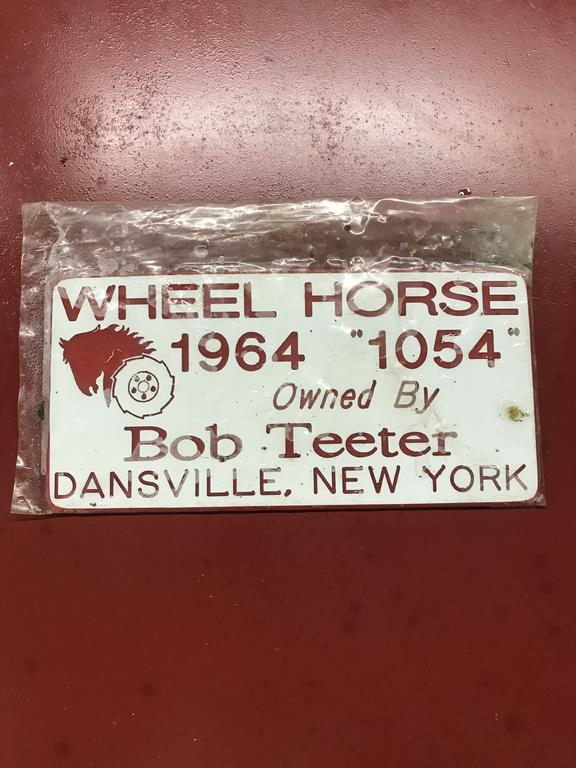 WHEEL HORSE
1964 "1054"
Owned By
Bob Teeter
DANSVILLE, NEW YORK